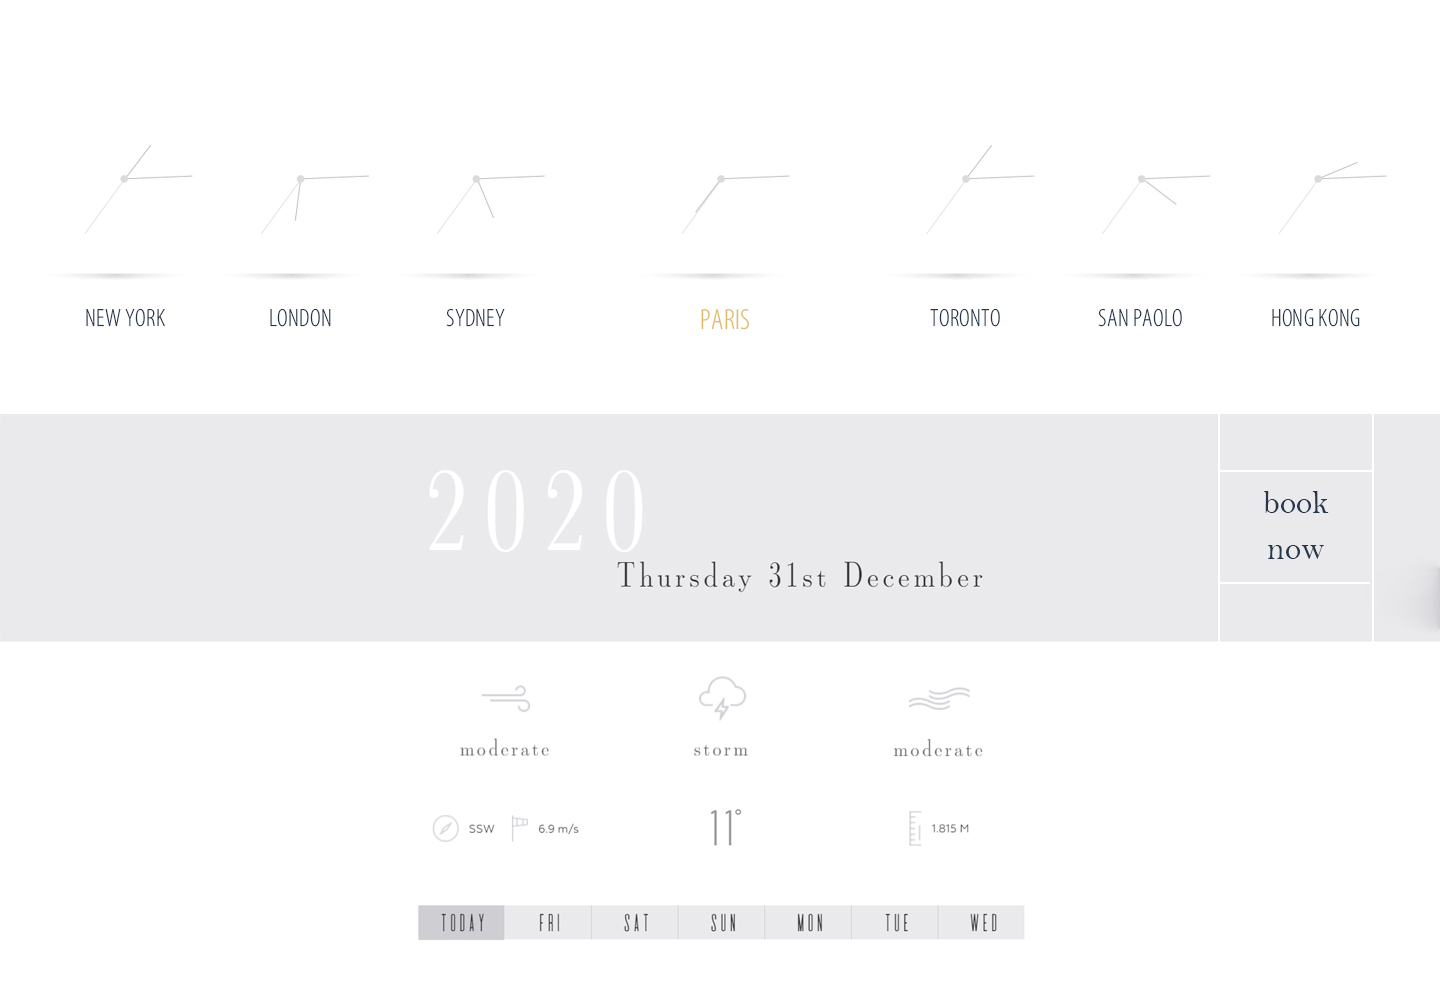 NEW YORK
LONDON
SYDNEY
PARIS
TORONTO
SAN PAOLO
HONG KONG
2020
Thursday 31st December
book
now
moderate
storm
moderate
SSW
6.9 m/s
11°
1.815 M
TODAY
FRI
SAT
SUN
MON
TUE
WED